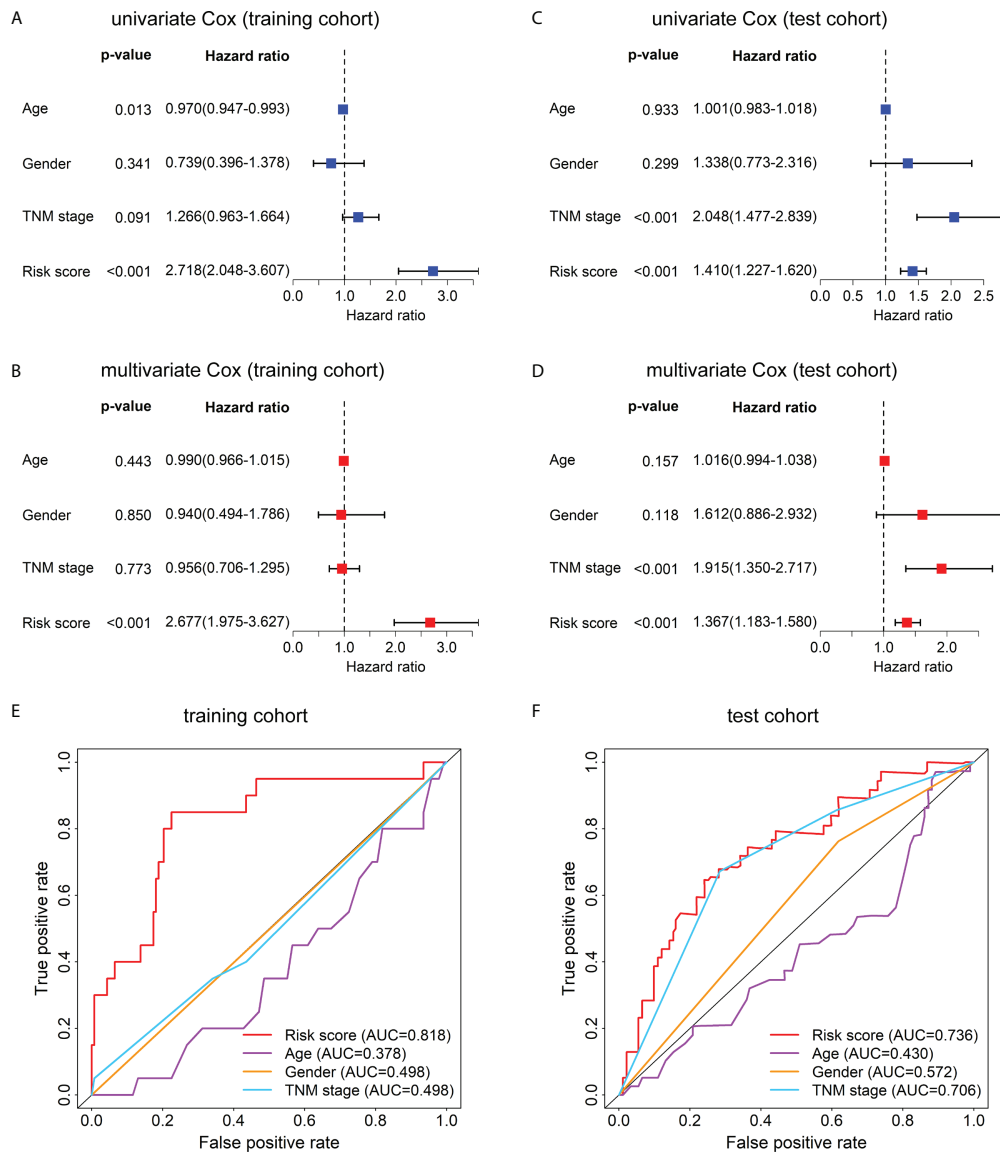 A
univariate Cox (training cohort)
p-value Hazard ratio
Age 0.013 0.970(0.947-0.993)
Gender 0.341 0.739(0.396-1.378)
TNM stage 0.091 1.266(0.963-1.664)
Risk score <0.001 2.718(2.048-3.607)
0.0 1.0 2.0 3.0
Hazard ratio
C
univariate Cox (test cohort)
p-value Hazard ratio
Age 0.933 1.001(0.983-1.018)
Gender 0.299 1.338(0.773-2.316)
TNM stage <0.001 2.048(1.477-2.839)
Risk score <0.001 1.410(1.227-1.620)
0.0 0.5 1.0 1.5 2.0 2.5
Hazard ratio
B
multivariate Cox (training cohort)
p-value Hazard ratio
Age 0.443 0.990(0.966-1.015)
Gender 0.850 0.940(0.494-1.786)
TNM stage 0.773 0.956(0.706-1.295)
Risk score <0.001 2.677(1.975-3.627)
0.0 1.0 2.0 3.0
Hazard ratio
D
multivariate Cox (test cohort)
p-value Hazard ratio
Age 0.157 1.016(0.994-1.038)
Gender 0.118 1.612(0.886-2.932)
TNM stage <0.001 1.915(1.350-2.717)
Risk score <0.001 1.367(1.183-1.580)
0.0 1.0 2.0
Hazard ratio
E
training cohort
True positive rate
1.0
0.8
0.6
0.4
0.2
0.0
Risk score (AUC=0.818)
Age (AUC=0.378)
Gender (AUC=0.498)
TNM stage (AUC=0.498)
0.0 0.2 0.4 0.6 0.8 1.0
False positive rate
F
test cohort
True positive rate
1.0
0.8
0.6
0.4
0.2
0.0
Risk score (AUC=0.736)
Age (AUC=0.430)
Gender (AUC=0.572)
TNM stage (AUC=0.706)
0.0 0.2 0.4 0.6 0.8 1.0
False positive rate